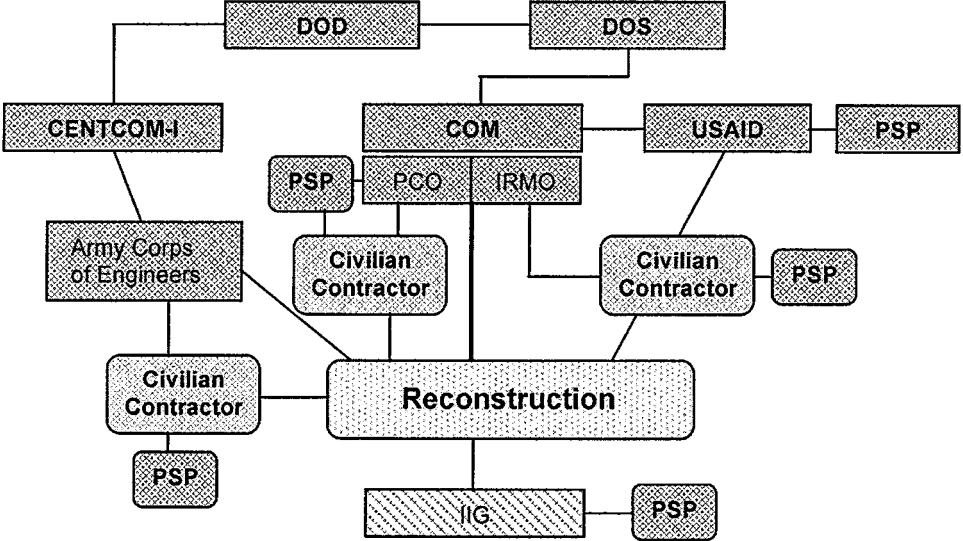 DOD
DOS
CENTCOM-I
COM
USAID
PSP
PSP
PCO
IRMO
Army Corps
of Engineers
Civilian
Contractor
Civilian
Contractor
PSP
Civilian
Contractor
Reconstruction
PSP
IIG
PSP